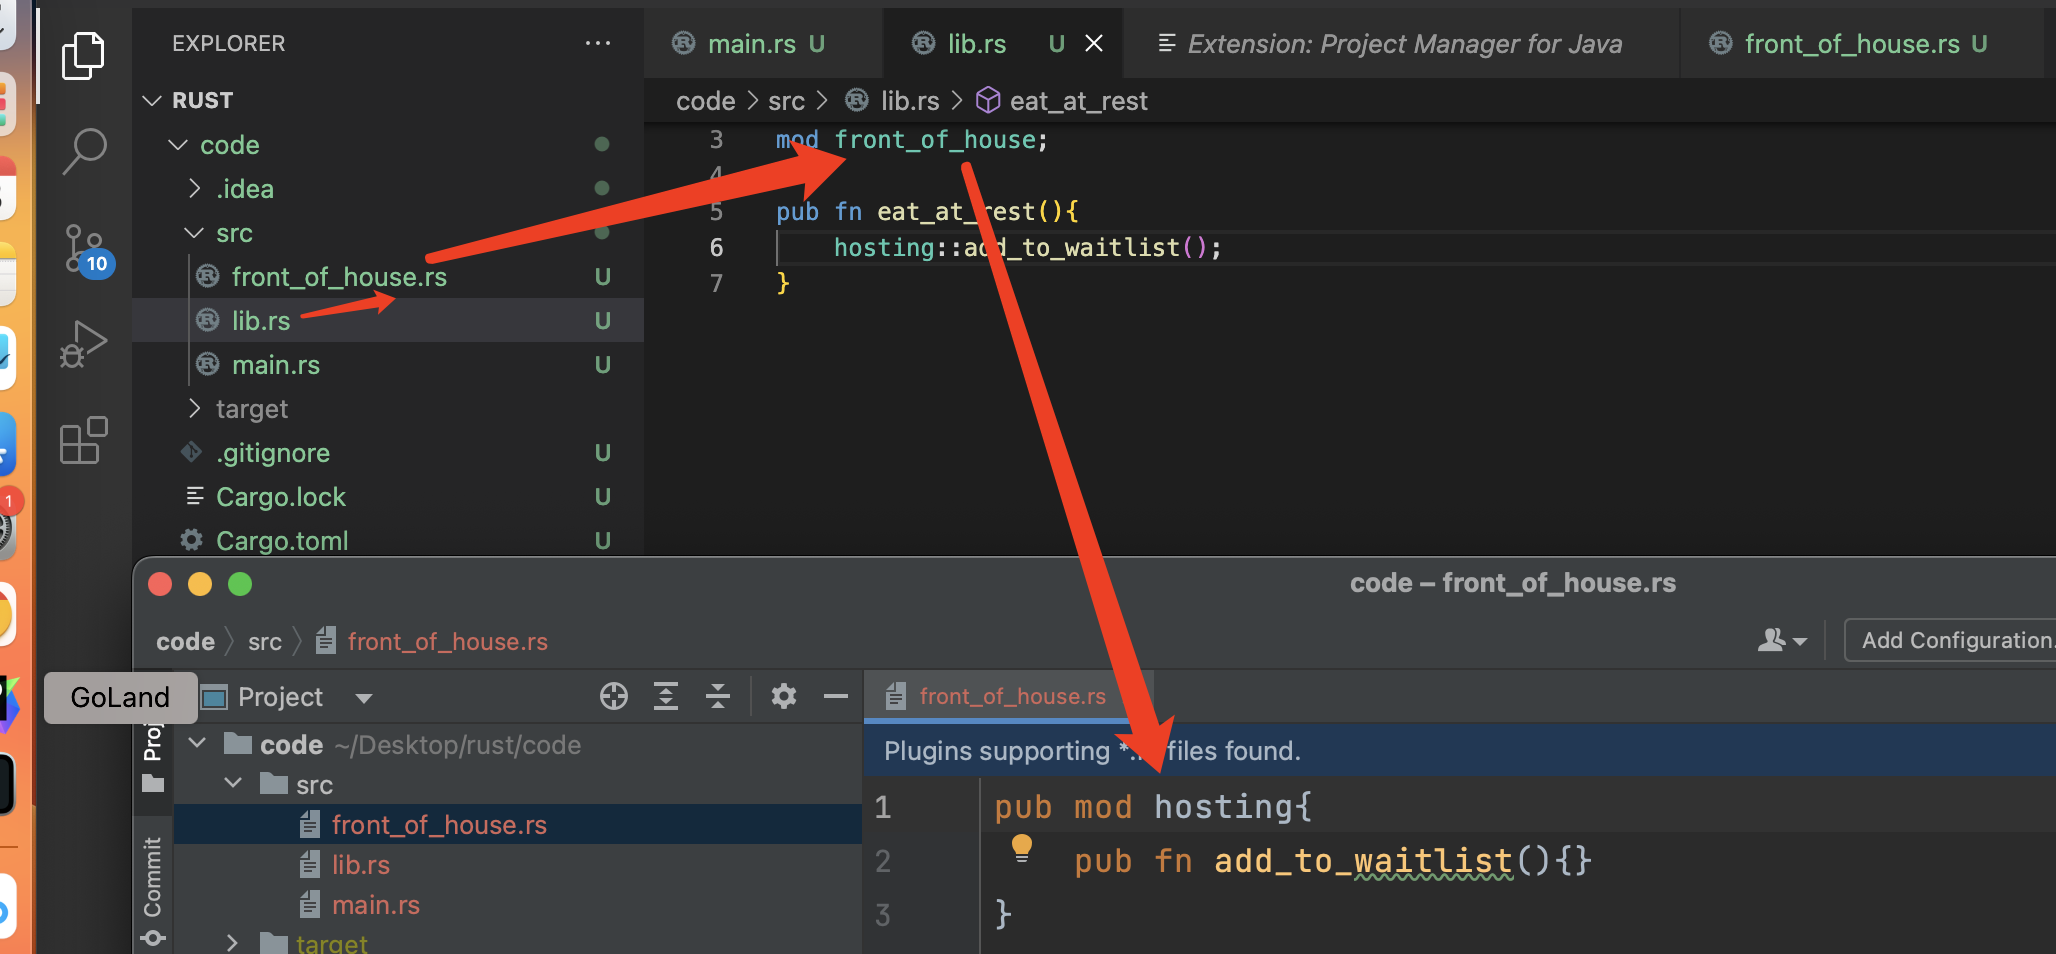 EXPLORER
main.rs U
lib.rs U
Extension: Project Manager for Java
front_of_house.rs U
RUST
code > src > lib.rs > eat_at_rest
code
.idea
src
front_of_house.rs U
lib.rs U
main.rs U
target
.gitignore U
Cargo.lock U
Cargo.toml U
10
1
3 mod front_of_house;
4
5 pub fn eat_at_rest(){
6 hosting::add_to_waitlist();
7 }
code – front_of_house.rs
code src front_of_house.rs
Add Configuration.
GoLand
Project
front_of_house.rs
code ~/Desktop/rust/code
src
front_of_house.rs
lib.rs
main.rs
target
Commit
Plugins supporting files found.
1 pub mod hosting{
2 pub fn add_to_waitlist(){}
3 }